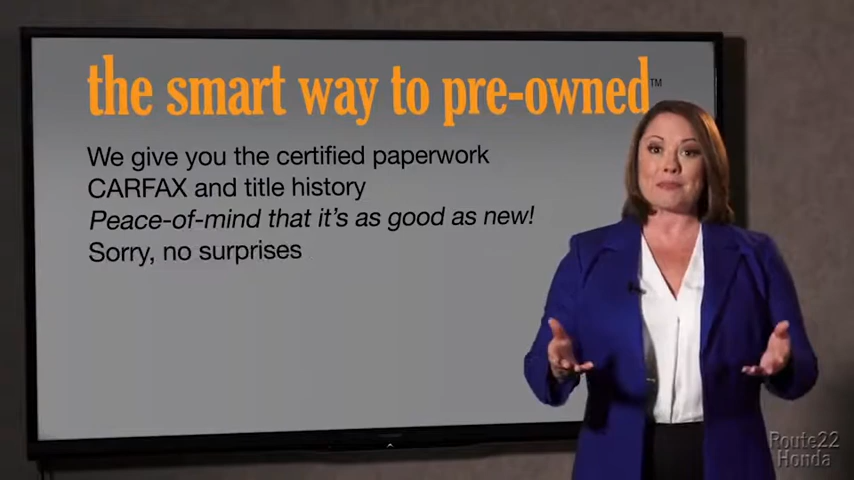 the smart way to pre-owned™
We give you the certified paperwork
CARFAX and title history
Peace-of-mind that it's as good as new!
Sorry, no surprises
Route22
Honda